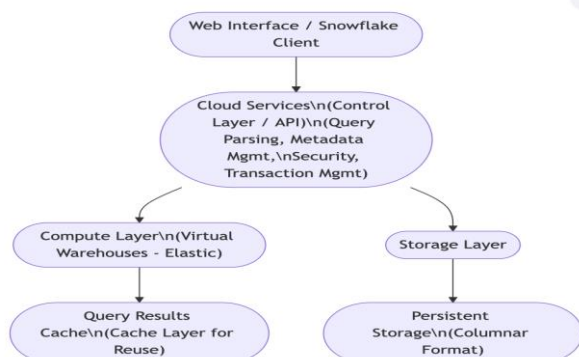 Web Interface / Snowflake
Client
Cloud Services\n(Control
Layer / API)\n(Query
Parsing, Metadata
Mgmt,\nSecurity,
Transaction Mgmt)
Compute Layer\n(Virtual
Warehouses - Elastic)
Storage Layer
Query Results
Cache\n(Cache Layer for
Reuse)
Persistent
Storage\n(Columnar
Format)